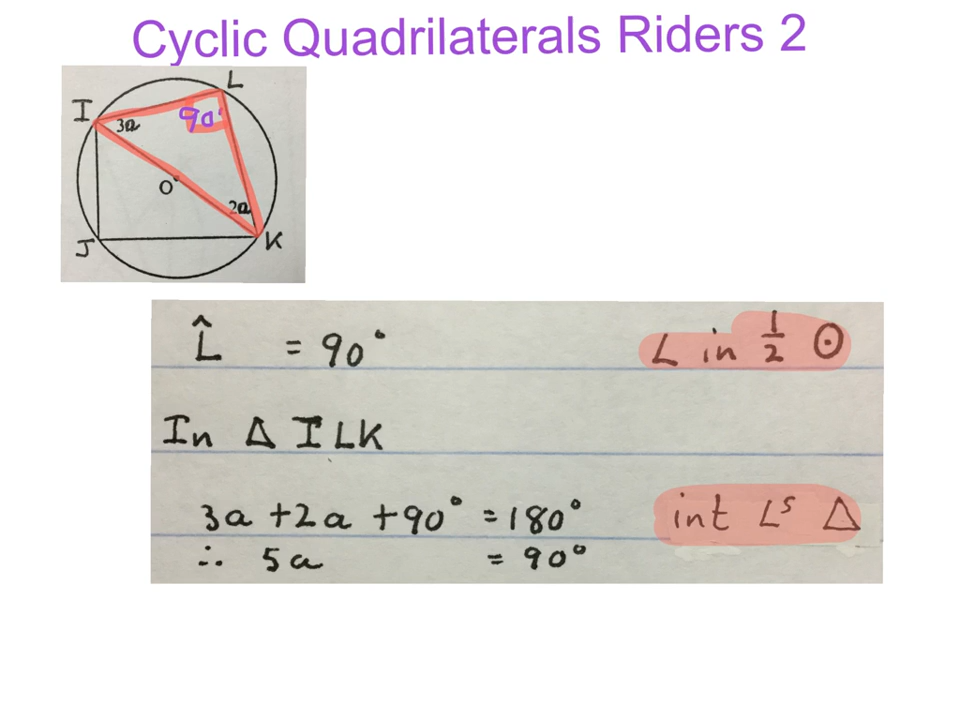 Cyclic Quadrilaterals Riders 2
L
I
3a
90°
O
2a
J
K
L̂ = 90° ∠ in ½ ⊙
In Δ ILK
3a + 2a + 90° = 180° int ∠s Δ
∴ 5a = 90°